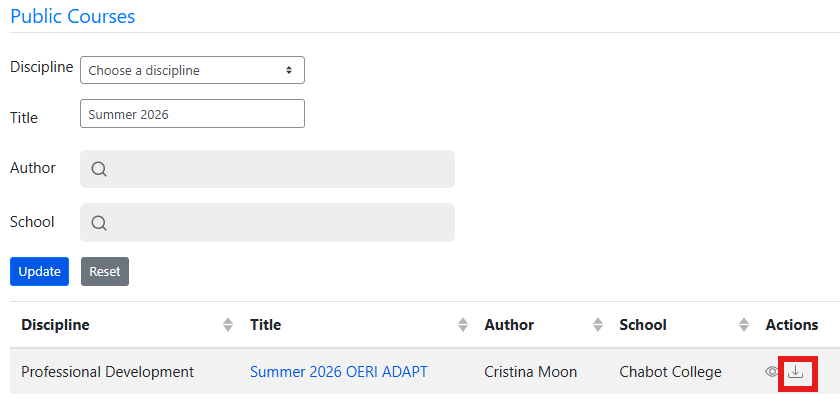 Public Courses
Discipline Choose a discipline
Title Summer 2026
Author
School
Update Reset
Discipline Title Author School Actions
Professional Development Summer 2026 OERI ADAPT Cristina Moon Chabot College